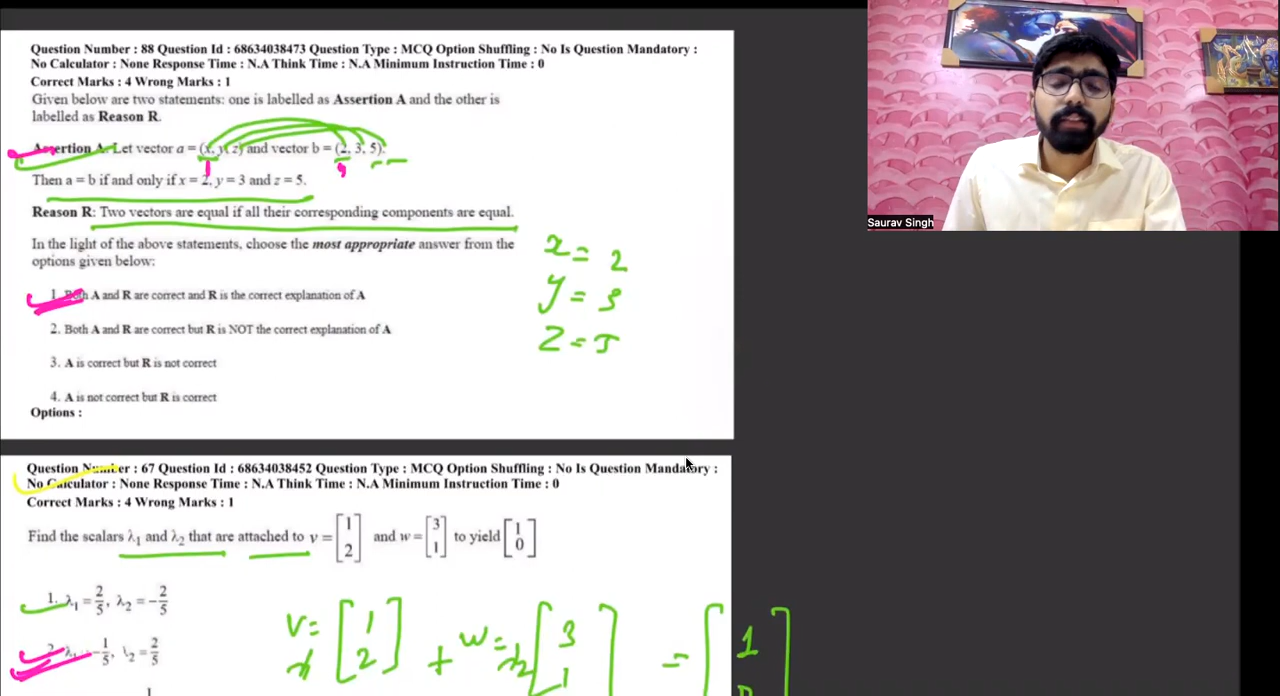 Question Number : 88 Question Id : 68634038473 Question Type : MCQ Option Shuffling : No Is Question Mandatory :
No Calculator : None Response Time : N.A Think Time : N.A Minimum Instruction Time : 0
Correct Marks : 4 Wrong Marks : 1
Given below are two statements: one is labelled as Assertion A and the other is
labelled as Reason R.
Assertion A: Let vector a = (x, y, z) and vector b = (2, 3, 5).
Then a = b if and only if x = 2, y = 3 and z = 5.
Reason R: Two vectors are equal if all their corresponding components are equal.
In the light of the above statements, choose the most appropriate answer from the
options given below:
1. Both A and R are correct and R is the correct explanation of A
2. Both A and R are correct but R is NOT the correct explanation of A
3. A is correct but R is not correct
4. A is not correct but R is correct
Options :
x = 2
y = 3
z = 5
Saurav Singh
Question Number : 67 Question Id : 68634038452 Question Type : MCQ Option Shuffling : No Is Question Mandatory :
No Calculator : None Response Time : N.A Think Time : N.A Minimum Instruction Time : 0
Correct Marks : 4 Wrong Marks : 1
Find the scalars λ1 and λ2 that are attached to v = [1 2] and w = [3 1] to yield [1 0]
1. λ1 = 2/5, λ2 = -2/5
-1/5, λ2 = 2/5
v = [1 2] + w = [3 1] = [1